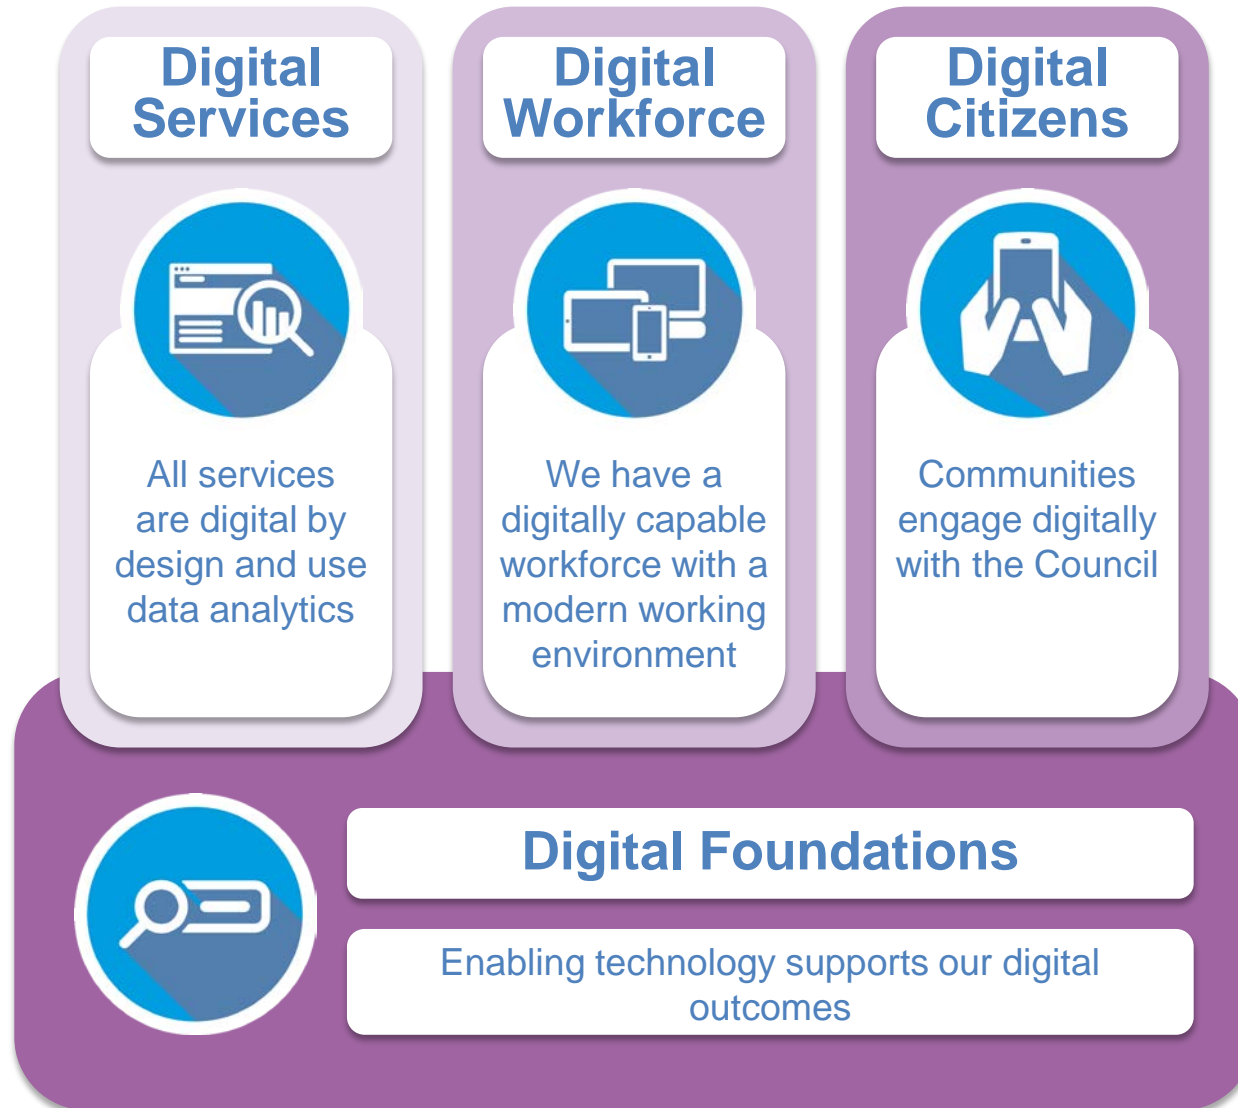 Digital
Services
All services
are digital by
design and use
data analytics
Digital
Workforce
We have a
digitally capable
workforce with a
modern working
environment
Digital
Citizens
Communities
engage digitally
with the Council
Digital Foundations
Enabling technology supports our digital
outcomes